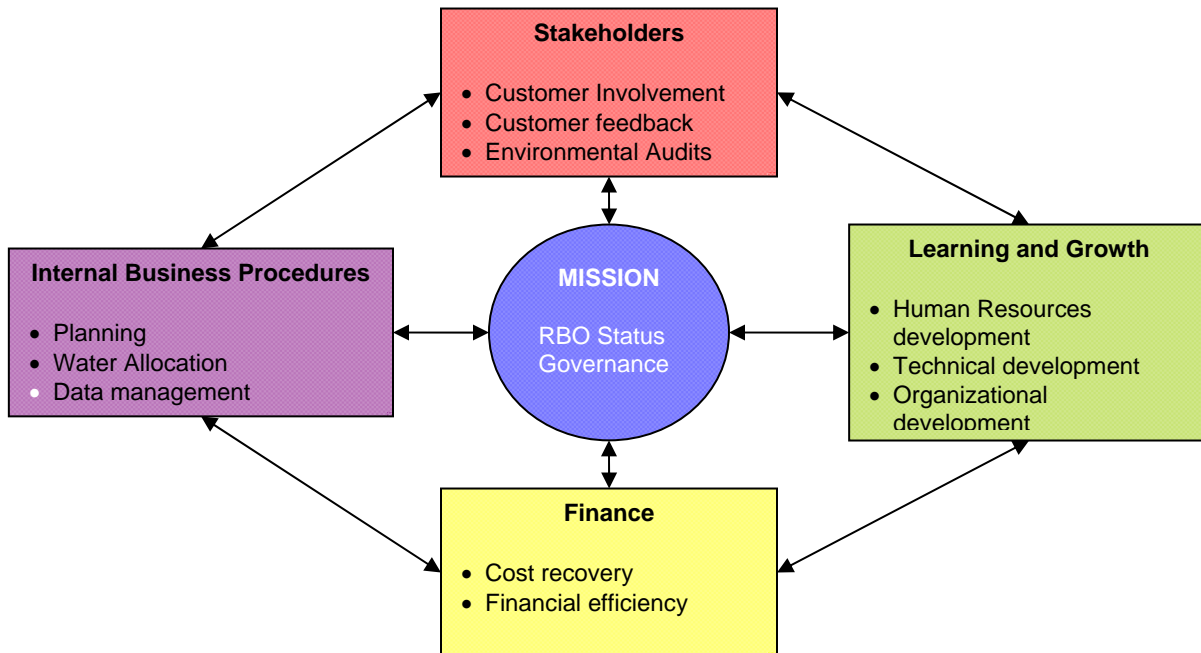 Stakeholders
• Customer Involvement
• Customer feedback
• Environmental Audits
Internal Business Procedures
• Planning
• Water Allocation
• Data management
MISSION
RBO Status
Governance
Learning and Growth
• Human Resources
development
• Technical development
• Organizational
development
Finance
• Cost recovery
• Financial efficiency